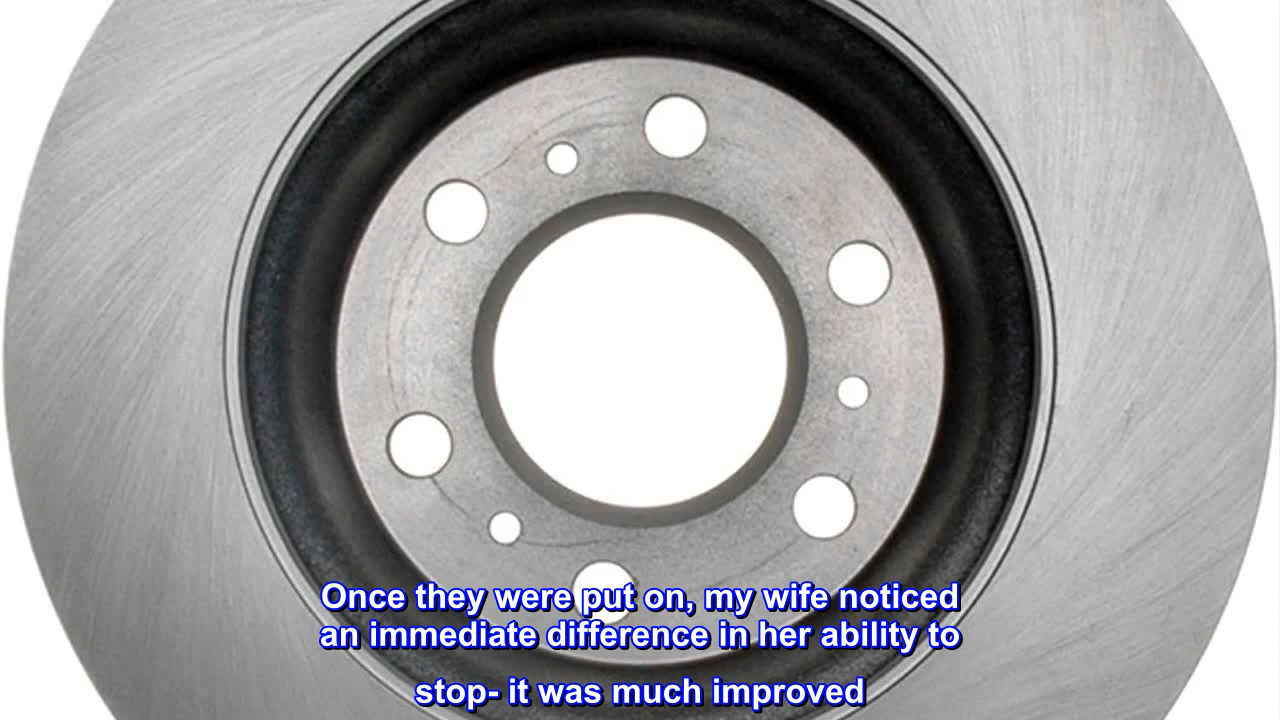 Once they were put on, my wife noticed
an immediate difference in her ability to
stop- it was much improved